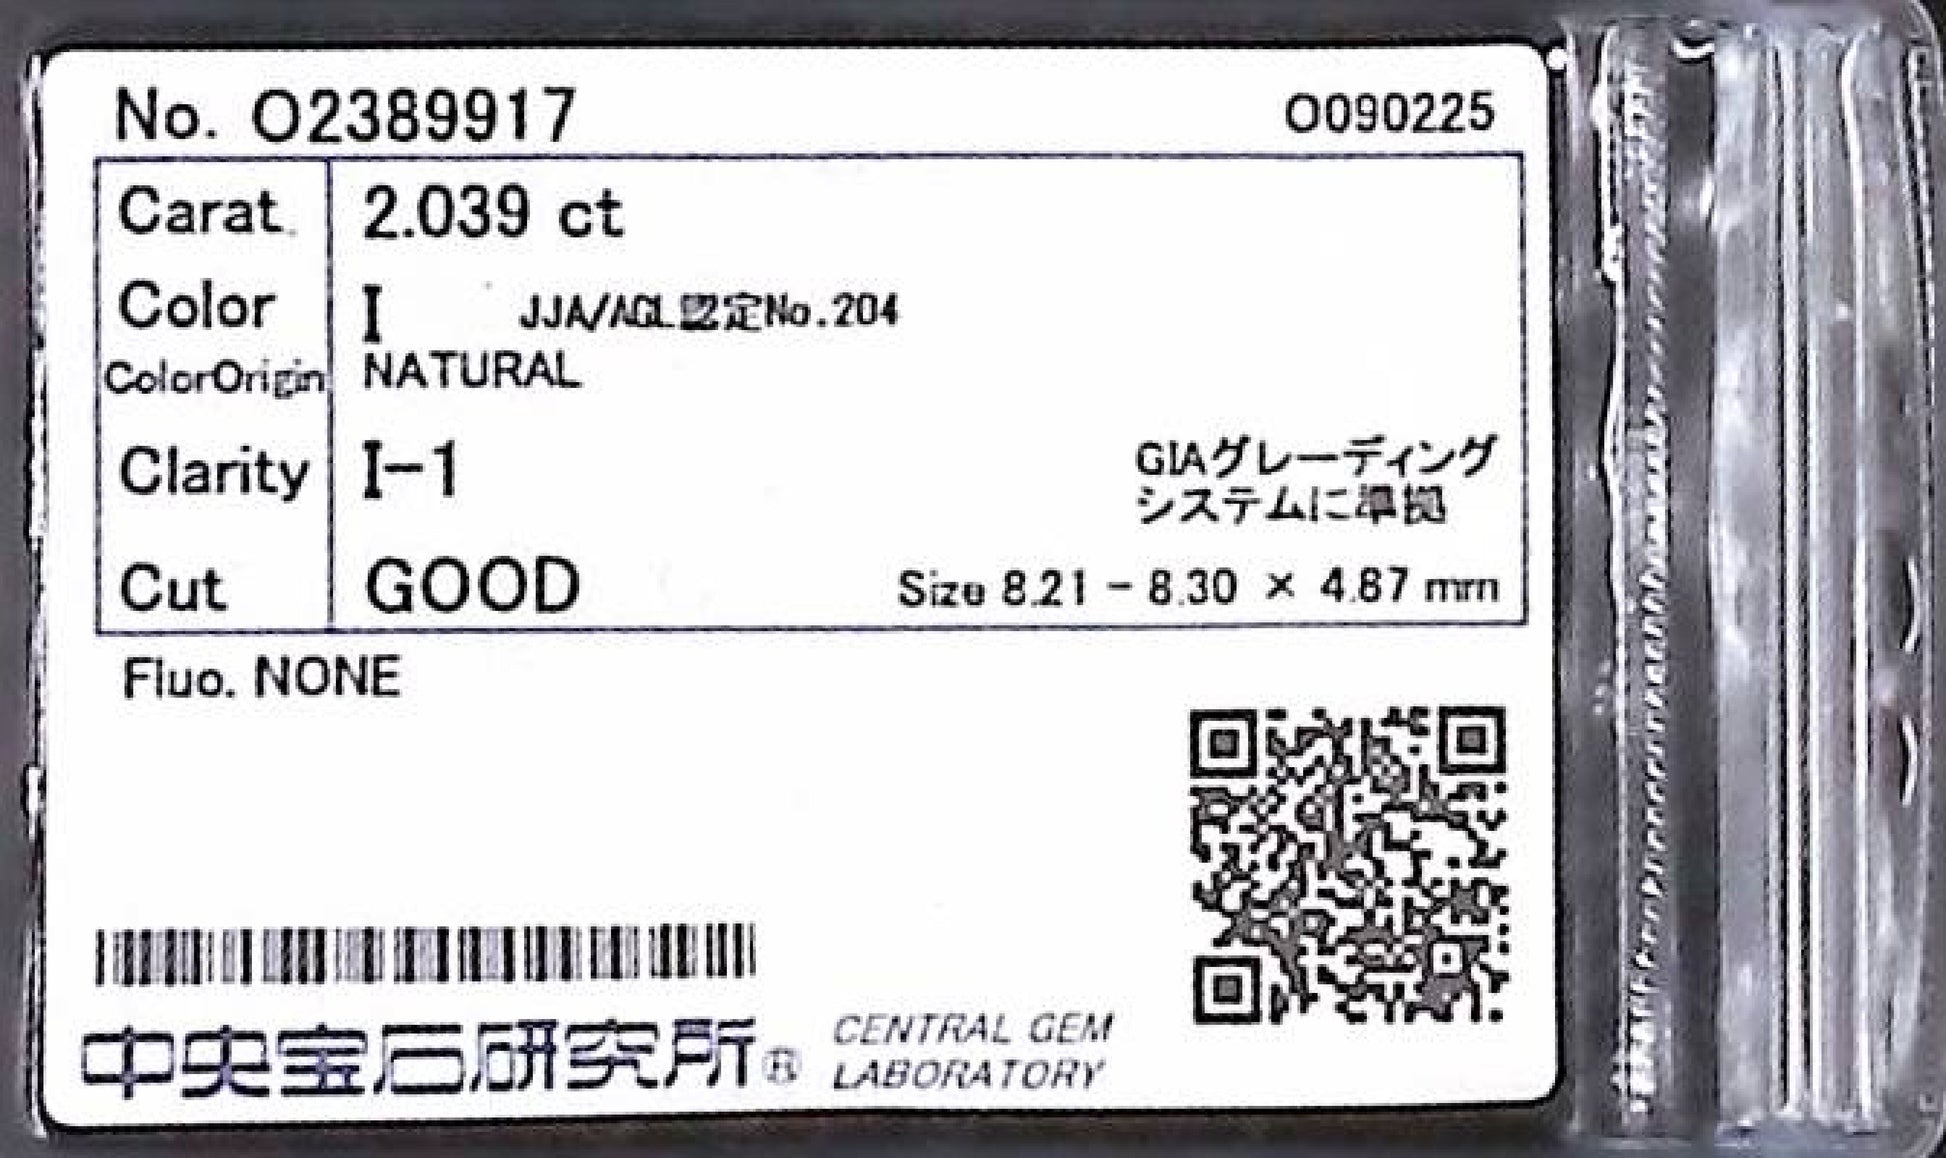 No. O2389917
O090225
Carat. 2.039 ct
Color I JJA/AGL認定No.204
ColorOrigin NATURAL
Clarity I-1
GIAグレーディング
システムに準拠
Cut GOOD Size 8.21 - 8.30 × 4.87 mm
Fluo. NONE
中央宝石研究所®
CENTRAL GEM
LABORATORY